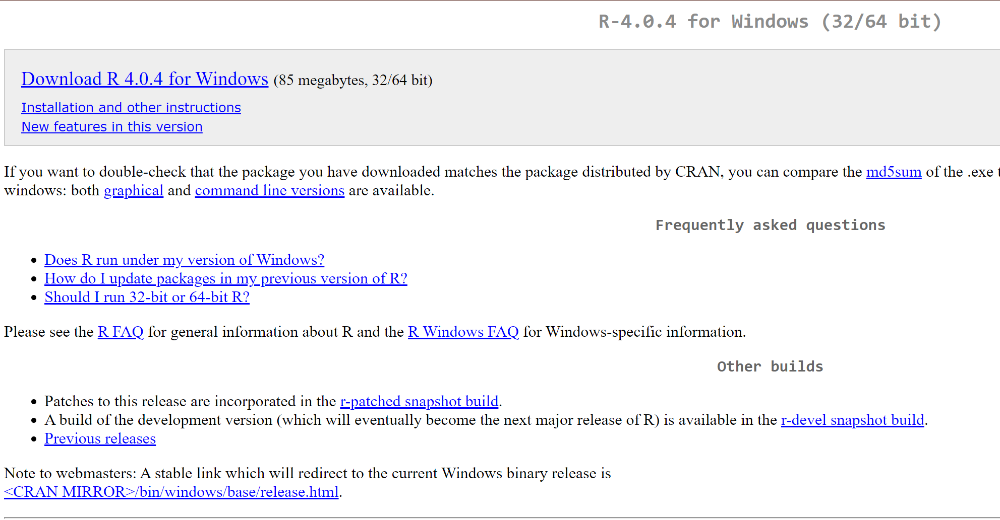 R-4.0.4 for Windows (32/64 bit)
Download R 4.0.4 for Windows (85 megabytes, 32/64 bit)
Installation and other instructions
New features in this version
If you want to double-check that the package you have downloaded matches the package distributed by CRAN, you can compare the md5sum of the .exe
windows: both graphical and command line versions are available.
Frequently asked questions
• Does R run under my version of Windows?
• How do I update packages in my previous version of R?
• Should I run 32-bit or 64-bit R?
Please see the R FAQ for general information about R and the R Windows FAQ for Windows-specific information.
Other builds
• Patches to this release are incorporated in the r-patched snapshot build.
• A build of the development version (which will eventually become the next major release of R) is available in the r-devel snapshot build.
• Previous releases
Note to webmasters: A stable link which will redirect to the current Windows binary release is
<CRAN MIRROR>/bin/windows/base/release.html.